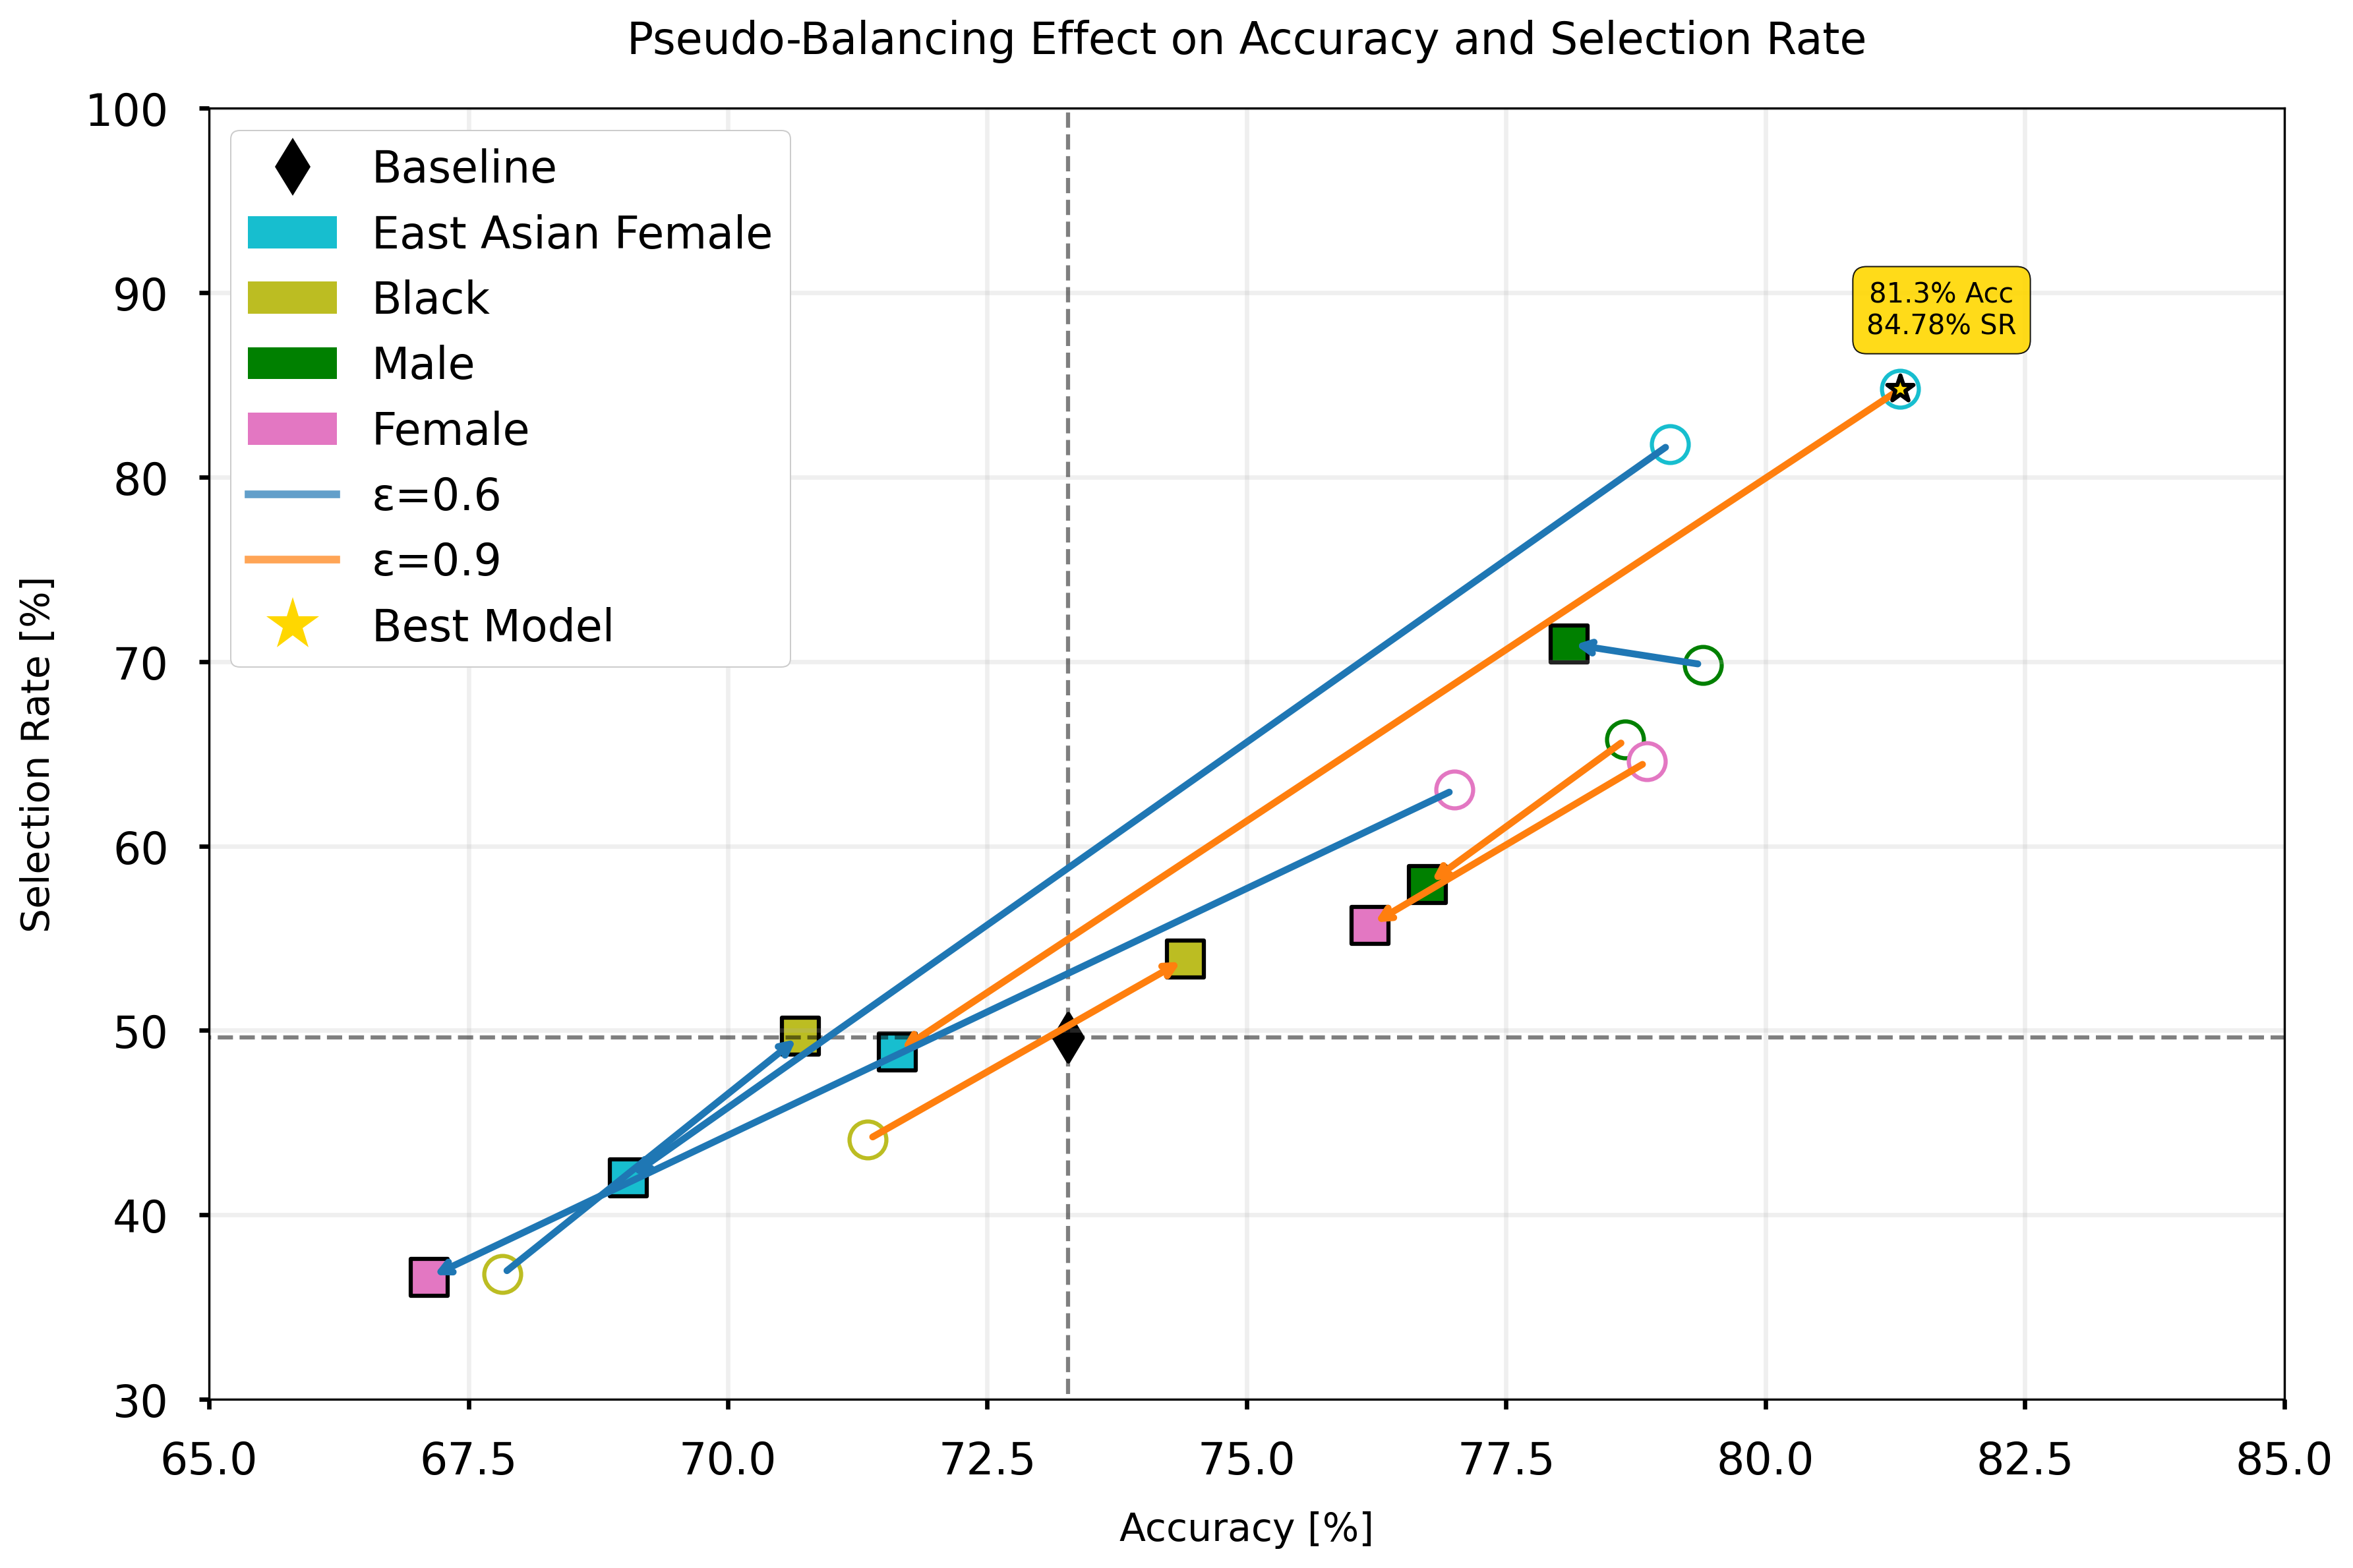 Pseudo-Balancing Effect on Accuracy and Selection Rate
100
90
80
70
60
50
40
30
Selection Rate [%]
Baseline
East Asian Female
Black
Male
Female
ε=0.6
ε=0.9
Best Model
81.3% Acc
84.78% SR
65.0
67.5
70.0
72.5
75.0
77.5
80.0
82.5
85.0
Accuracy [%]